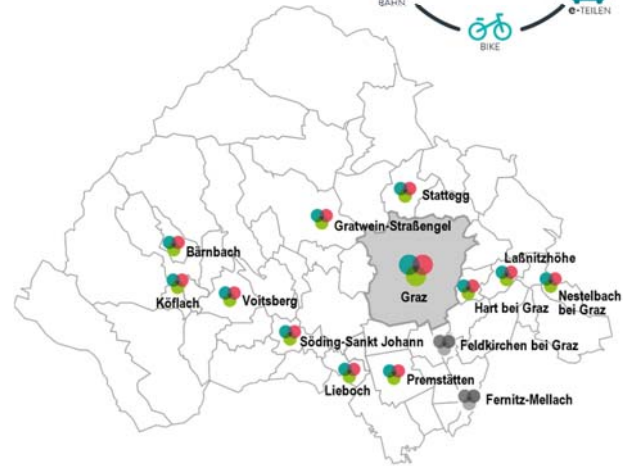 BAHN
e-TEILEN
BIKE
Stattegg
Gratwein-Straßengel
Bärnbach
Laßnitzhöhe
Köflach
Voitsberg
Graz
Hart bei Graz
Nestelbach
bei Graz
Söding-Sankt Johann
Feldkirchen bei Graz
Lieboch
Premstätten
Fernitz-Mellach